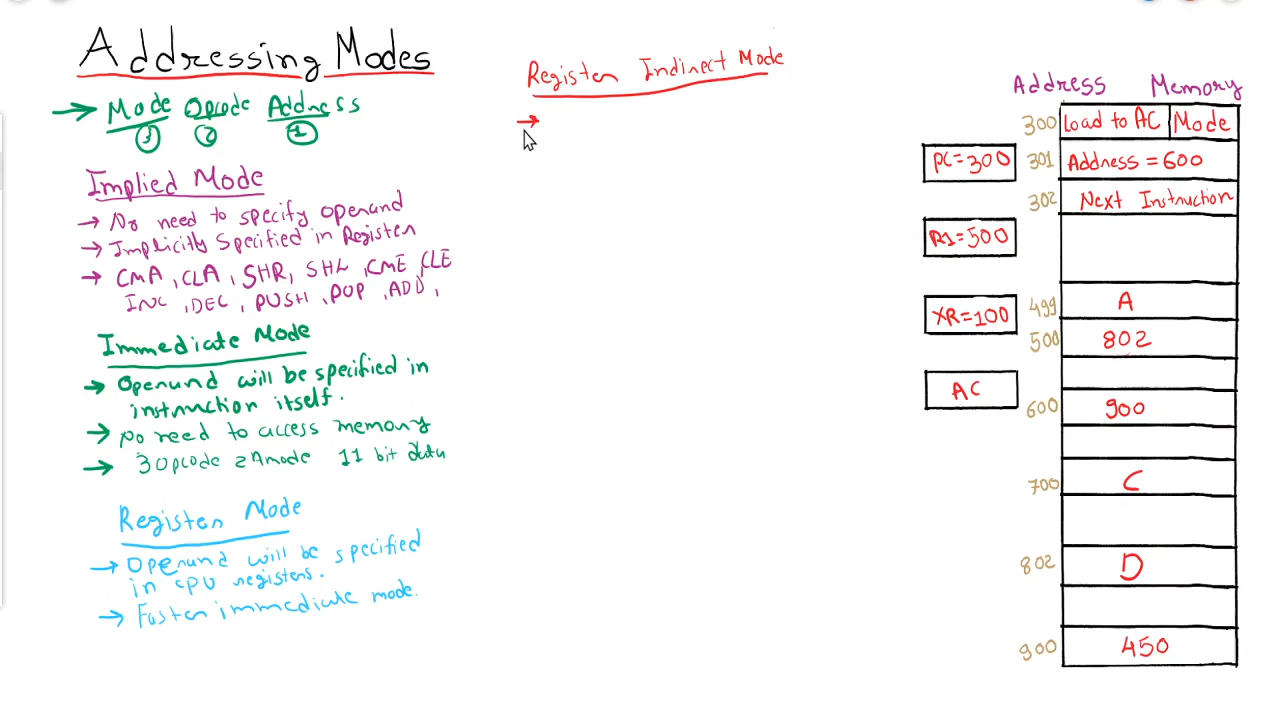 Addressing Modes
→ Mode Opcode Address
3 2 1
Implied Mode
→ No need to specify operand
→ Implicitly Specified in Register
→ CMA, CLA, SHR, SHL, CME, CLE
INC, DEC, PUSH, POP, ADD,
Immediate Mode
→ Operand will be specified in
instruction itself.
→ no need to access memory
→ 3 opcode 2 mode 11 bit data
Register Mode
→ Operand will be specified
in CPU registers.
→ Faster immediate mode.
Register Indirect Mode
→
PC=300
R1=500
XR=100
AC
Address Memory
300 Load to AC Mode
301 Address = 600
302 Next Instruction
499 A
500 802
600 900
700 C
802 D
900 450